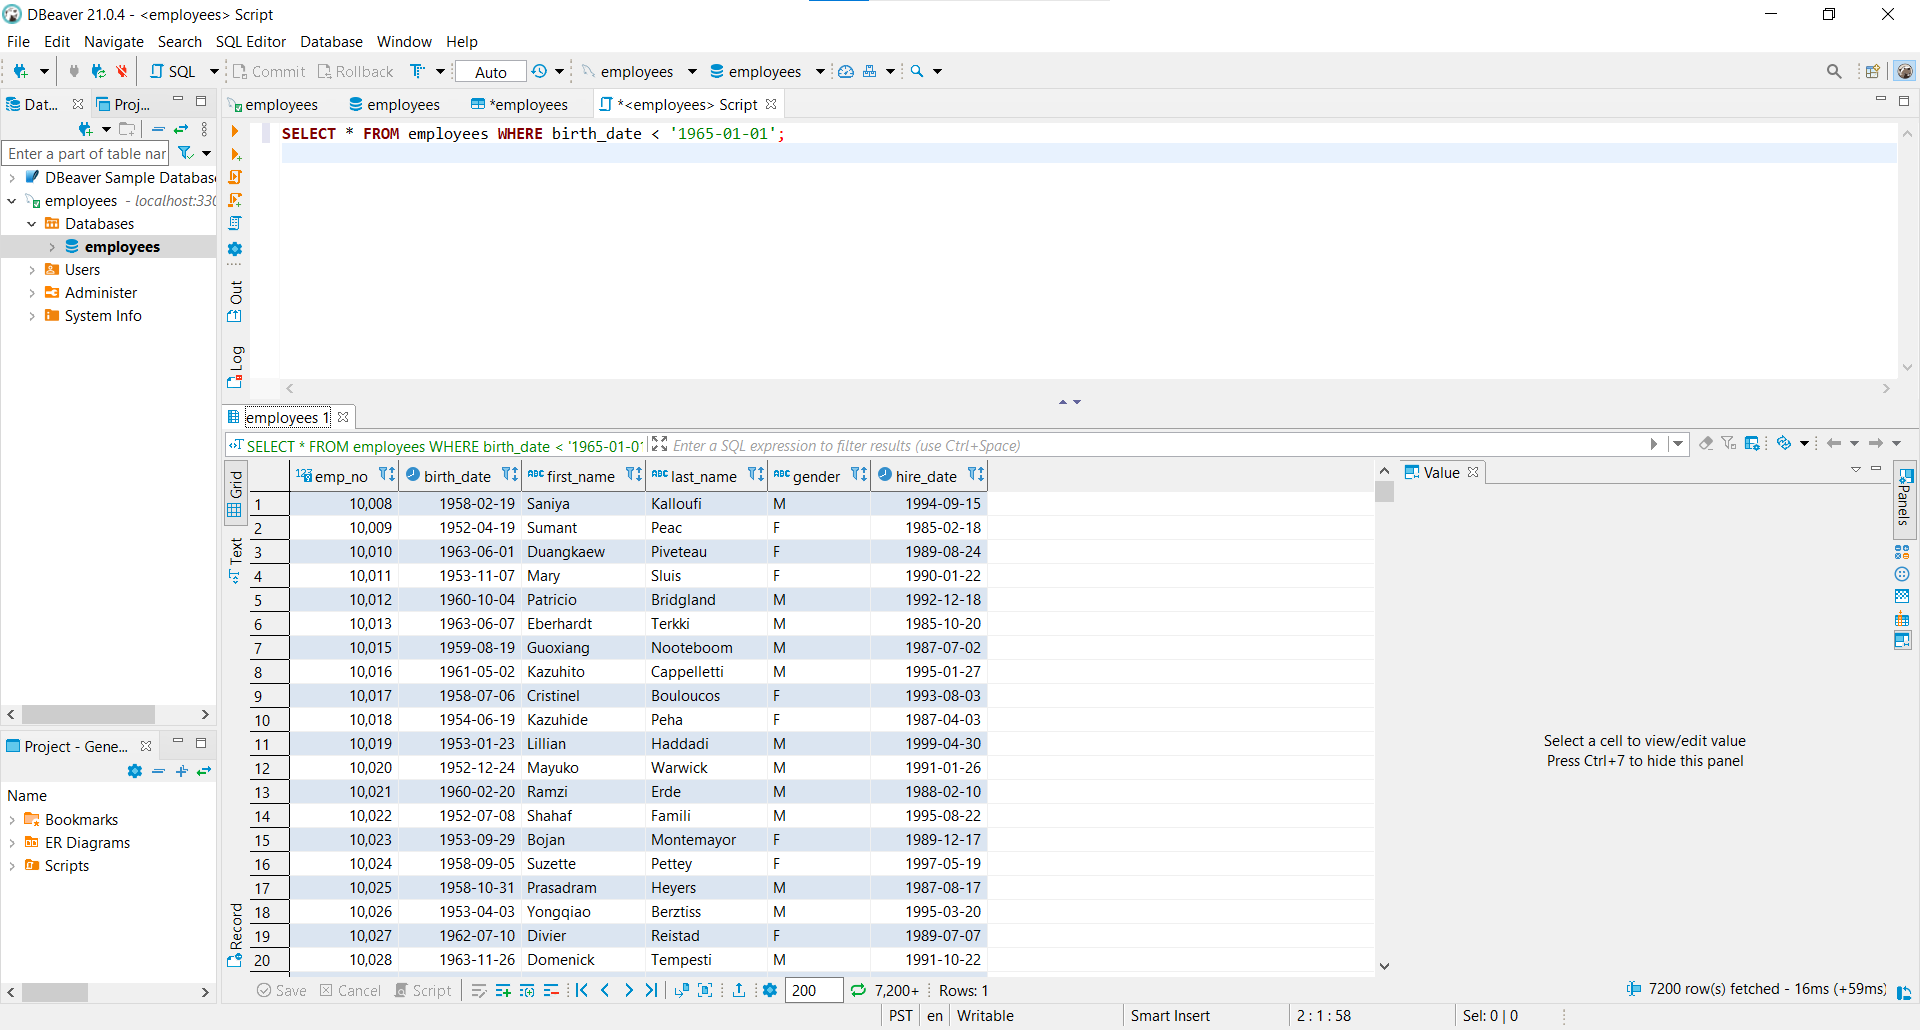 DBeaver 21.0.4 - <employees> Script
File Edit Navigate Search SQL Editor Database Window Help
SQL Commit Rollback Auto employees employees
Dat... Proj...
employees employees *employees *<employees> Script
Enter a part of table nar
DBeaver Sample Databas
employees - localhost:330
Databases
employees
Users
Administer
System Info
SELECT * FROM employees WHERE birth_date < '1965-01-01';
Out
Log
Project - Gene...
Name
Bookmarks
ER Diagrams
Scripts
employees 1
SELECT * FROM employees WHERE birth_date < '1965-01-01' Enter a SQL expression to filter results (use Ctrl+Space)
Grid
Text
Record
123 emp_no birth_date ABC first_name ABC last_name ABC gender hire_date
1 10,008 1958-02-19 Saniya Kalloufi M 1994-09-15
2 10,009 1952-04-19 Sumant Peac F 1985-02-18
3 10,010 1963-06-01 Duangkaew Piveteau F 1989-08-24
4 10,011 1953-11-07 Mary Sluis F 1990-01-22
5 10,012 1960-10-04 Patricio Bridgland M 1992-12-18
6 10,013 1963-06-07 Eberhardt Terkki M 1985-10-20
7 10,015 1959-08-19 Guoxiang Nooteboom M 1987-07-02
8 10,016 1961-05-02 Kazuhito Cappelletti M 1995-01-27
9 10,017 1958-07-06 Cristinel Bouloucos F 1993-08-03
10 10,018 1954-06-19 Kazuhide Peha F 1987-04-03
11 10,019 1953-01-23 Lillian Haddadi M 1999-04-30
12 10,020 1952-12-24 Mayuko Warwick M 1991-01-26
13 10,021 1960-02-20 Ramzi Erde M 1988-02-10
14 10,022 1952-07-08 Shahaf Famili M 1995-08-22
15 10,023 1953-09-29 Bojan Montemayor F 1989-12-17
16 10,024 1958-09-05 Suzette Pettey F 1997-05-19
17 10,025 1958-10-31 Prasadram Heyers M 1987-08-17
18 10,026 1953-04-03 Yongqiao Berztiss M 1995-03-20
19 10,027 1962-07-10 Divier Reistad F 1989-07-07
20 10,028 1963-11-26 Domenick Tempesti M 1991-10-22
Value
Panels
Select a cell to view/edit value
Press Ctrl+7 to hide this panel
Save Cancel Script 200 7,200+ Rows: 1
7200 row(s) fetched - 16ms (+59ms)
PST en Writable Smart Insert 2 : 1 : 58 Sel: 0 | 0